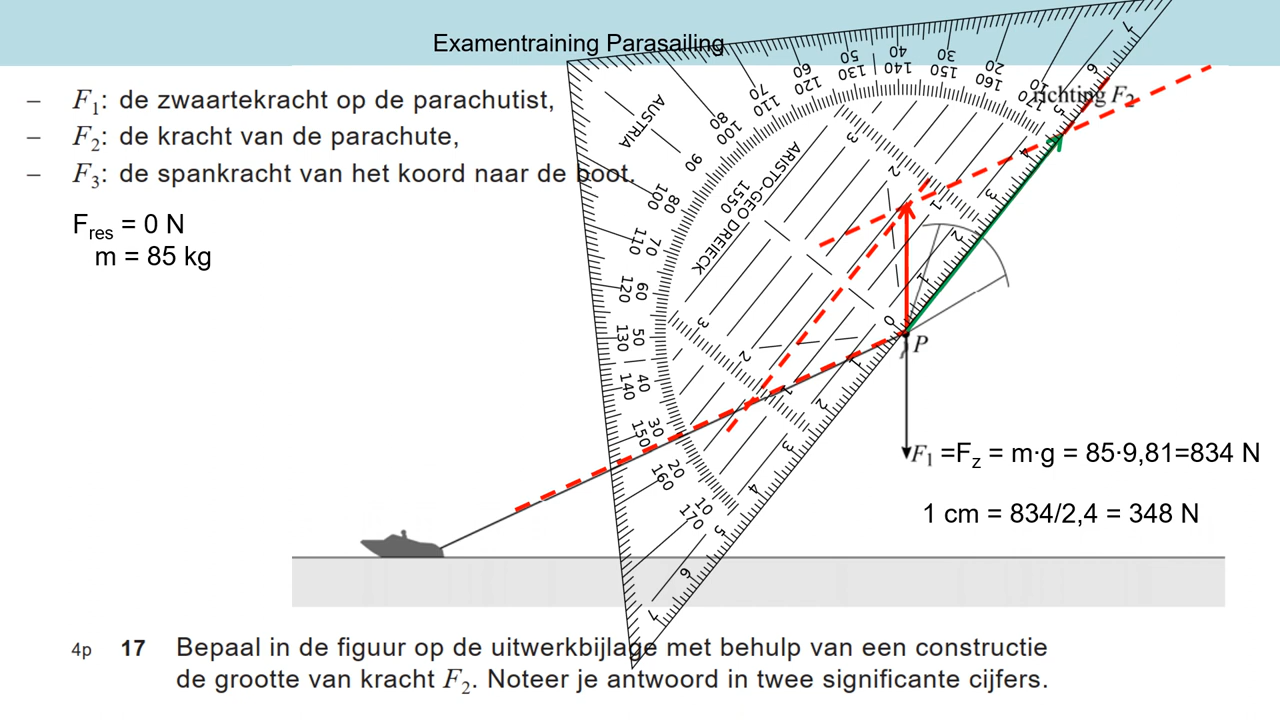 Examentraining Parasailing
– F₁: de zwaartekracht op de parachutist,
– F₂: de kracht van de parachute,
– F₃: de spankracht van het koord naar de boot.
Fres = 0 N
m = 85 kg
richting F₂
AUSTRIA
ARISTO-GEO DREIECK
1550
P
F₁ =Fz = m·g = 85·9,81=834 N
1 cm = 834/2,4 = 348 N
4p 17 Bepaal in de figuur op de uitwerkbijlage met behulp van een constructie
de grootte van kracht F₂. Noteer je antwoord in twee significante cijfers.